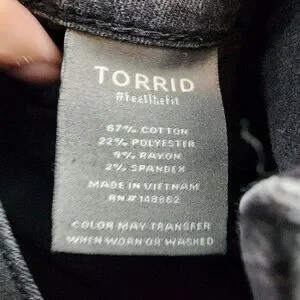 TORRID
#feelthefit
67% COTTON
22% POLYESTER
9% RAYON
2% SPANDEX
MADE IN VIETNAM
RN# 148862
COLOR MAY TRANSFER
WHEN WORN OR WASHED